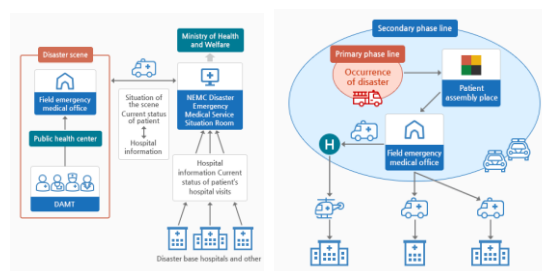 Ministry of Health
and Welfare
Disaster scene
Field emergency
medical office
Public health center
DAMT
Situation of
the scene
Current status
of patient
Hospital
information
NEMC Disaster
Emergency
Medical Service
Situation Room
Hospital
information Current
status of patient's
hospital visits
Disaster base hospitals and other
Secondary phase line
Primary phase line
Occurrence
of disaster
Patient
assembly place
H
Field emergency
medical office